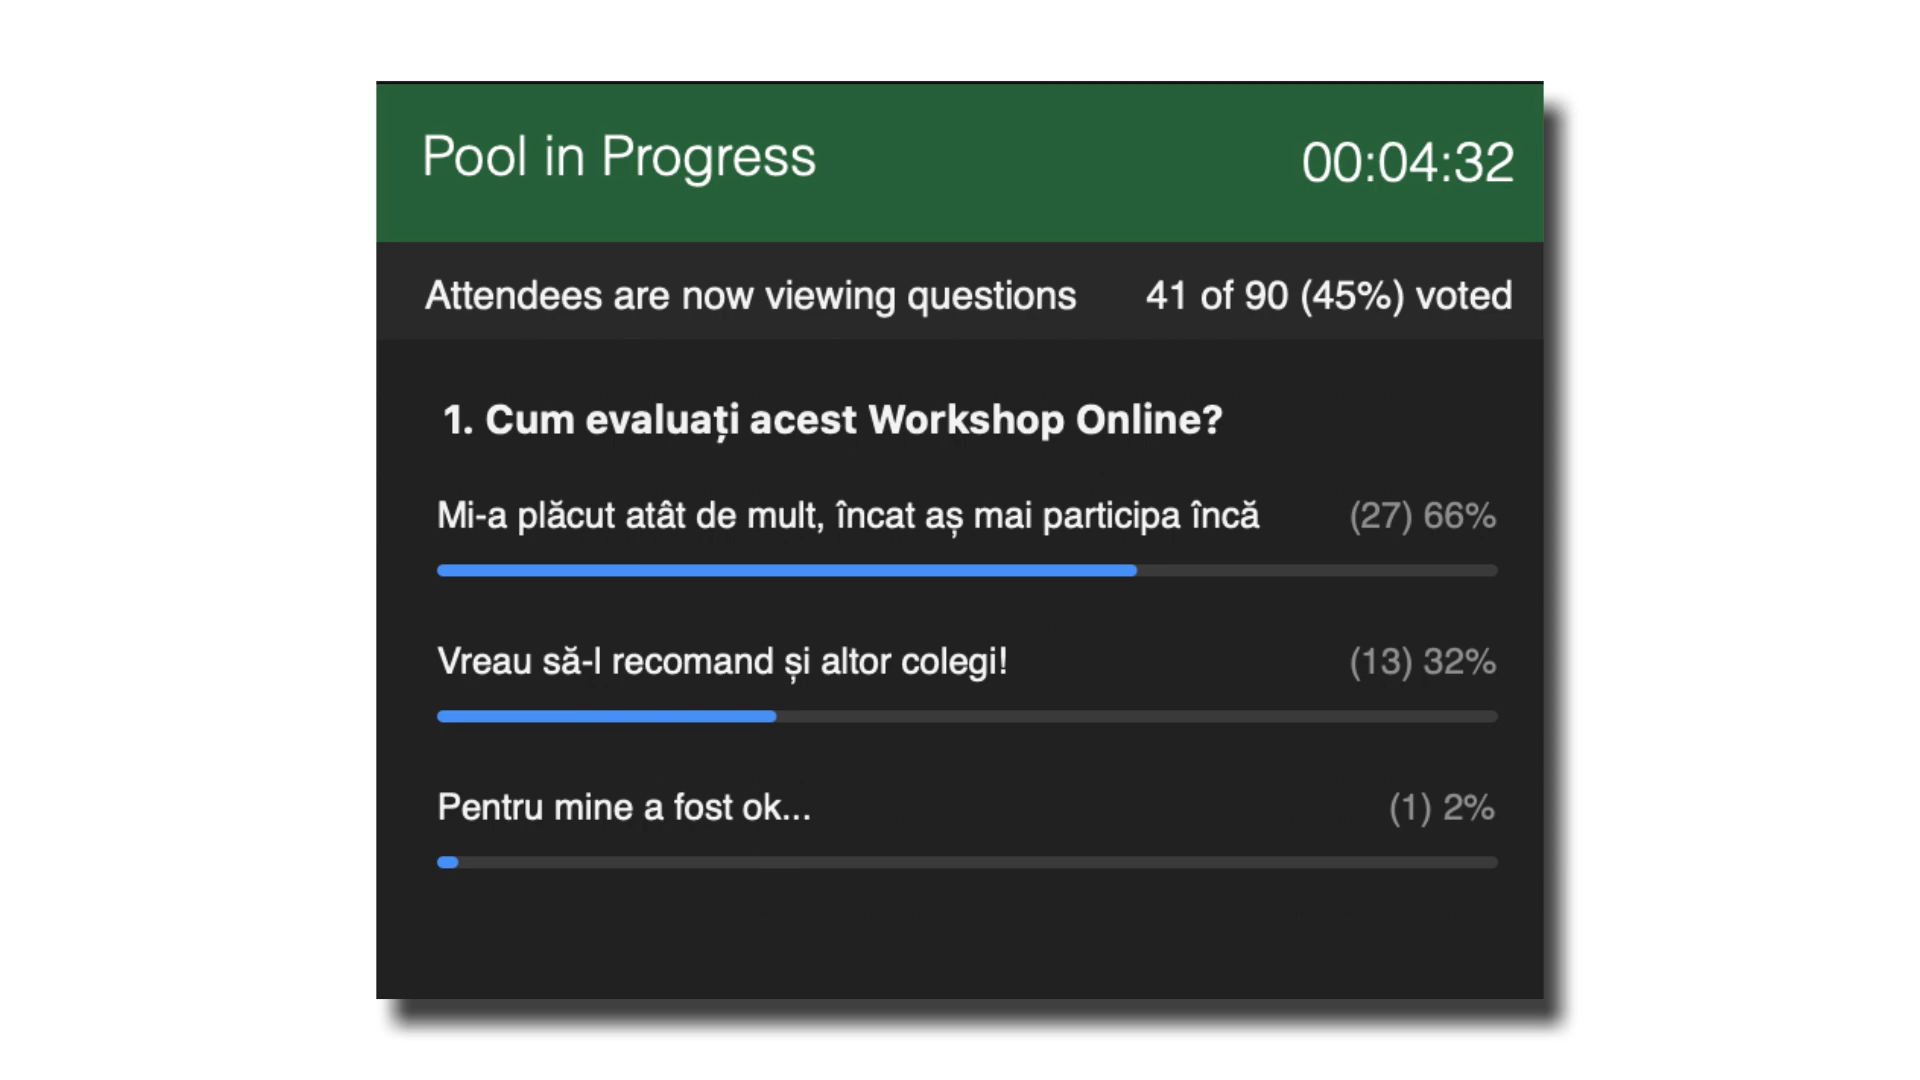 Pool in Progress 00:04:32
Attendees are now viewing questions 41 of 90 (45%) voted
1. Cum evaluați acest Workshop Online?
Mi-a plăcut atât de mult, încat aș mai participa încă (27) 66%
Vreau să-l recomand și altor colegi! (13) 32%
Pentru mine a fost ok... (1) 2%